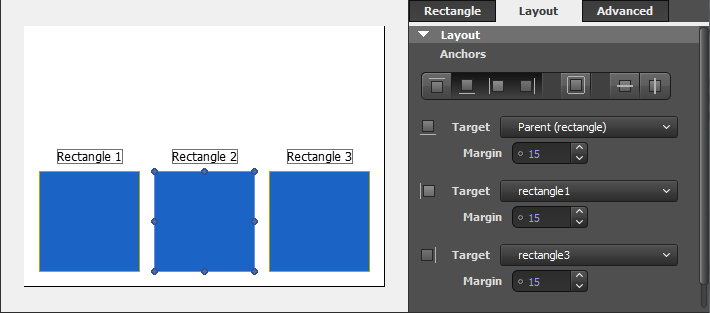 Rectangle Layout Advanced
Layout
Anchors
Rectangle 1 Rectangle 2 Rectangle 3
Target Parent (rectangle)
Margin 15
Target rectangle1
Margin 15
Target rectangle3
Margin 15